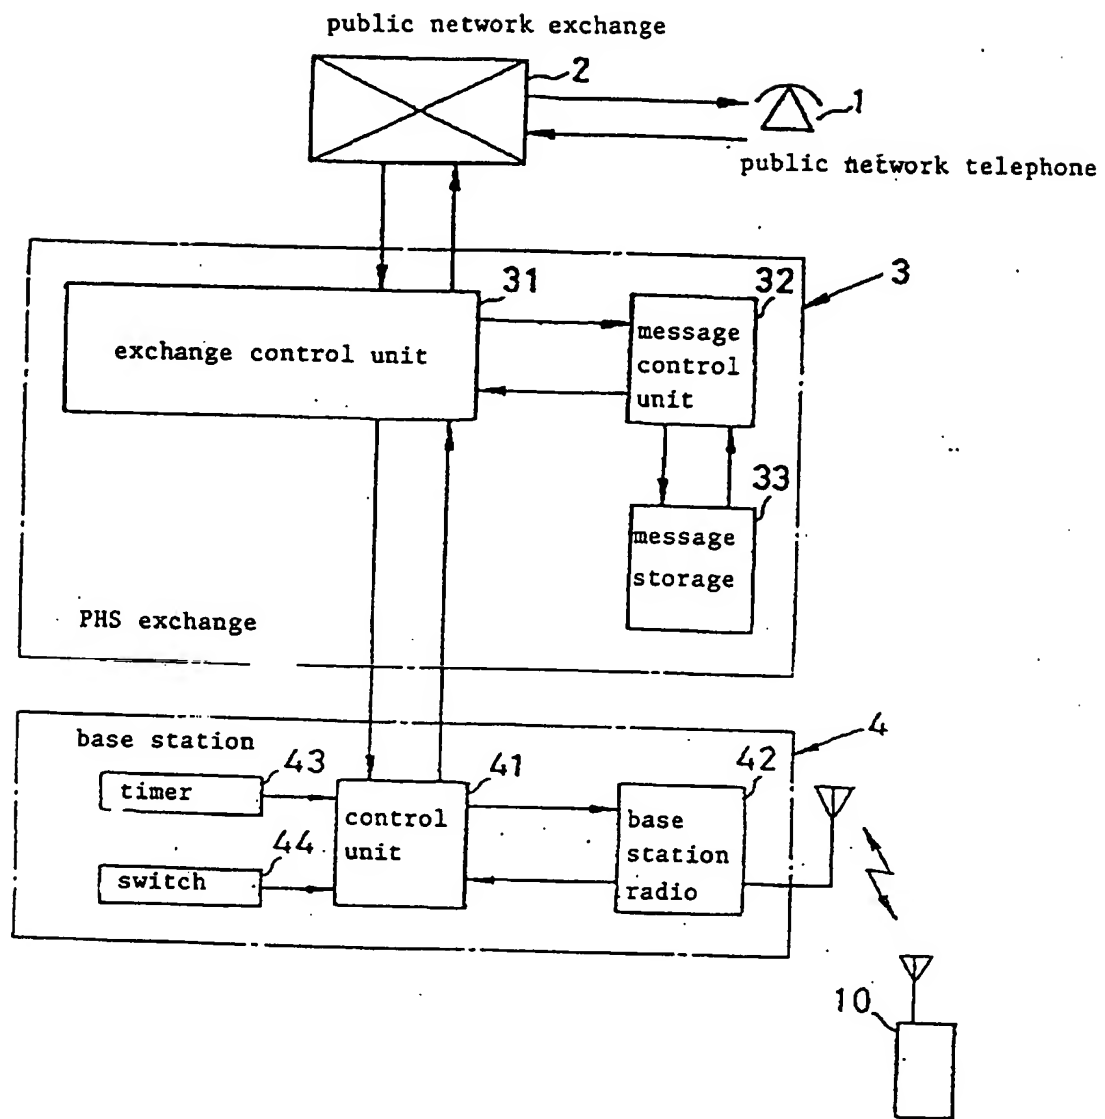 public network exchange
2
1
public network telephone
3
31
exchange control unit
32
message
control
unit
33
message
storage
PHS exchange
4
base station
43
timer
41
control
unit
42
base
station
radio
44
switch
10